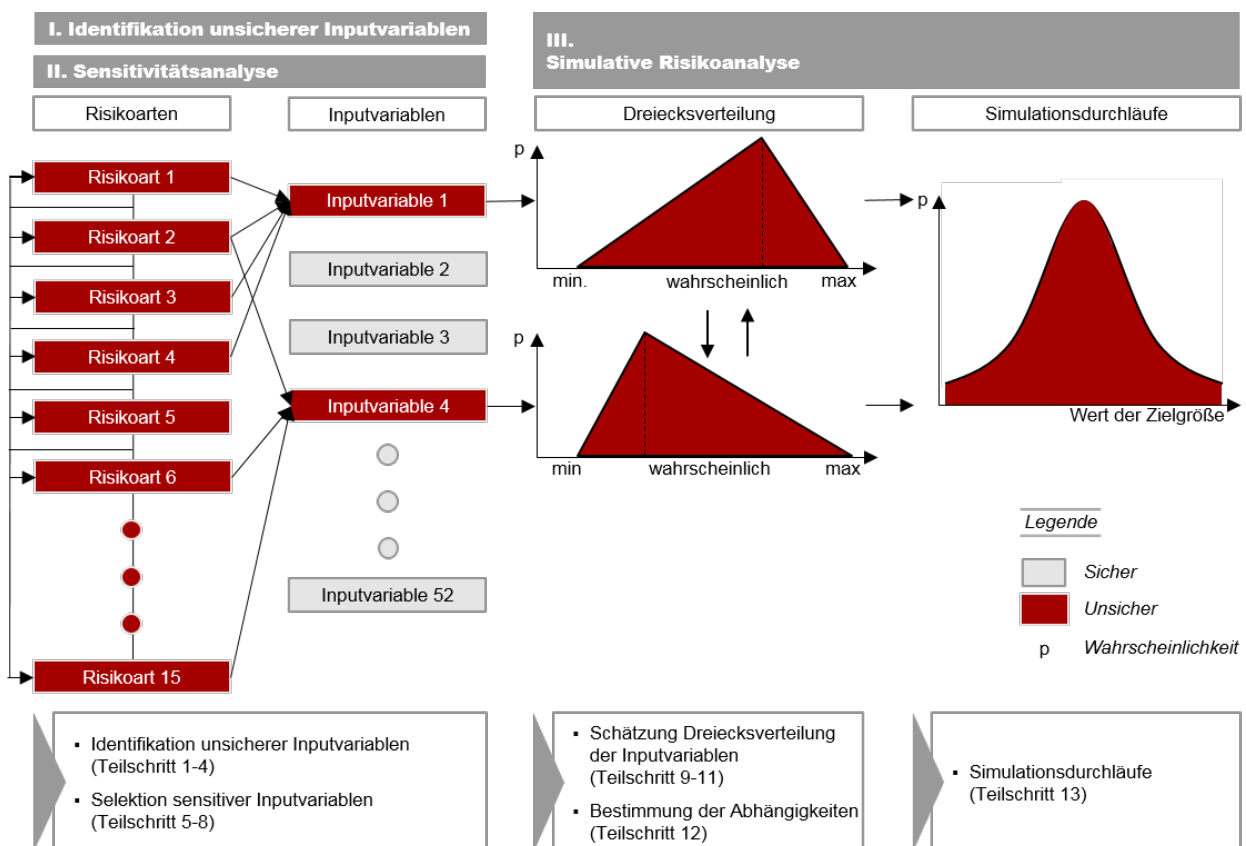 I. Identifikation unsicherer Inputvariablen
II. Sensitivitätsanalyse
III.
Simulative Risikoanalyse
Risikoarten
Inputvariablen
Dreiecksverteilung
Simulationsdurchläufe
Risikoart 1
Risikoart 2
Risikoart 3
Risikoart 4
Risikoart 5
Risikoart 6
Risikoart 15
Inputvariable 1
Inputvariable 2
Inputvariable 3
Inputvariable 4
Inputvariable 52
p
min.
wahrscheinlich
max
p
min
wahrscheinlich
max
p
Wert der Zielgröße
Legende
Sicher
Unsicher
p
Wahrscheinlichkeit
▪ Identifikation unsicherer Inputvariablen
(Teilschritt 1-4)
▪ Selektion sensitiver Inputvariablen
(Teilschritt 5-8)
▪ Schätzung Dreiecksverteilung
der Inputvariablen
(Teilschritt 9-11)
▪ Bestimmung der Abhängigkeiten
(Teilschritt 12)
▪ Simulationsdurchläufe
(Teilschritt 13)